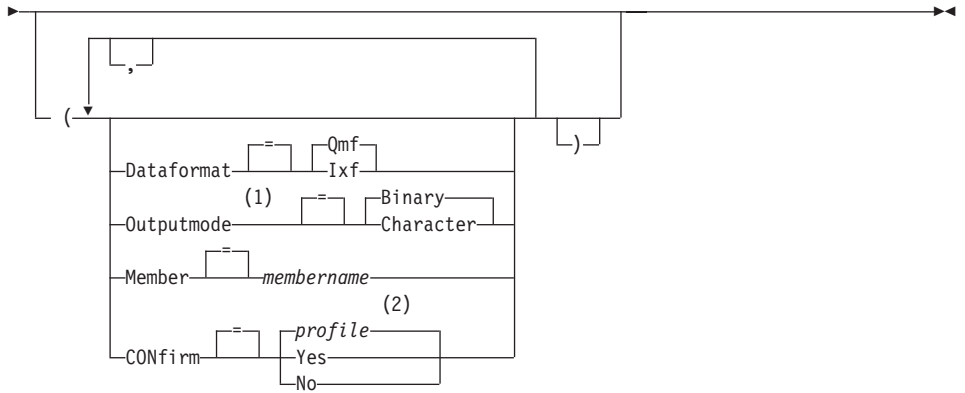 ,
(
)
= Qmf
Dataformat Ixf
(1)
= Binary
Outputmode Character
=
Member membername
(2)
= profile
CONfirm Yes
No